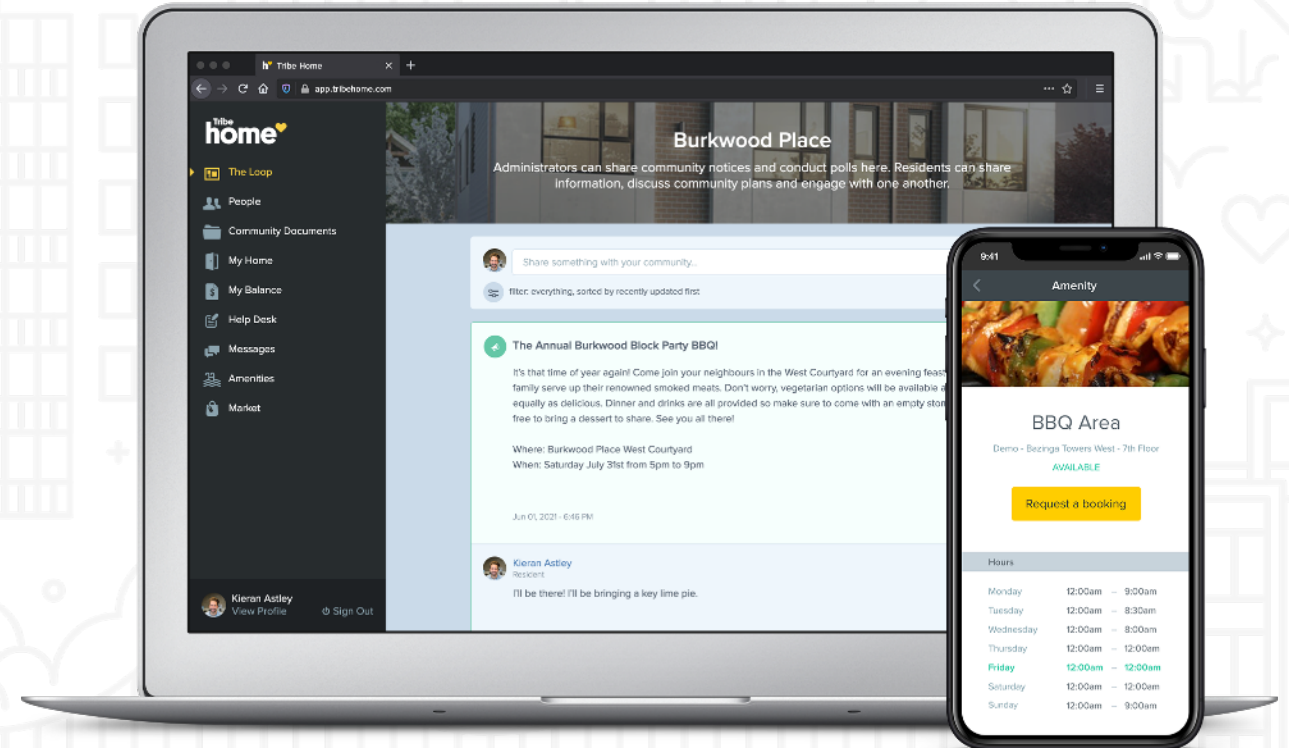 Tribe Home
app.tribehome.com
Tribe
home
The Loop
People
Community Documents
My Home
My Balance
Help Desk
Messages
Amenities
Market
Kieran Astley
View Profile
Sign Out
Burkwood Place
Administrators can share community notices and conduct polls here. Residents can share
information, discuss community plans and engage with one another.
Share something with your community...
filter: everything, sorted by recently updated first
The Annual Burkwood Block Party BBQ!
It's that time of year again! Come join your neighbours in the West Courtyard for an evening feast
family serve up their renowned smoked meats. Don't worry, vegetarian options will be available
equally as delicious. Dinner and drinks are all provided so make sure to come with an empty
free to bring a dessert to share. See you all there!
Where: Burkwood Place West Courtyard
When: Saturday July 31st from 5pm to 9pm
Jun 01, 2021 - 6:46 PM
Kieran Astley
Resident
I'll be there! I'll be bringing a key lime pie.
9:41
Amenity
BBQ Area
Demo - Bazinga Towers West - 7th Floor
AVAILABLE
Request a booking
Hours
Monday 12:00am – 9:00am
Tuesday 12:00am – 8:30am
Wednesday 12:00am – 8:00am
Thursday 12:00am – 12:00am
Friday 12:00am – 12:00am
Saturday 12:00am – 12:00am
Sunday 12:00am – 9:00am